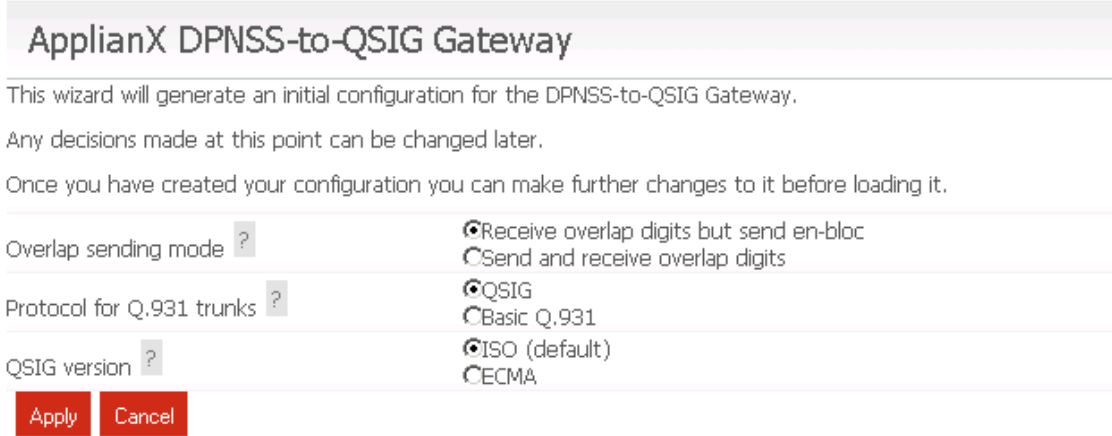 ApplianX DPNSS-to-QSIG Gateway
This wizard will generate an initial configuration for the DPNSS-to-QSIG Gateway.
Any decisions made at this point can be changed later.
Once you have created your configuration you can make further changes to it before loading it.
Overlap sending mode ?
Receive overlap digits but send en-bloc
Send and receive overlap digits
Protocol for Q.931 trunks ?
QSIG
Basic Q.931
QSIG version ?
ISO (default)
ECMA
Apply Cancel